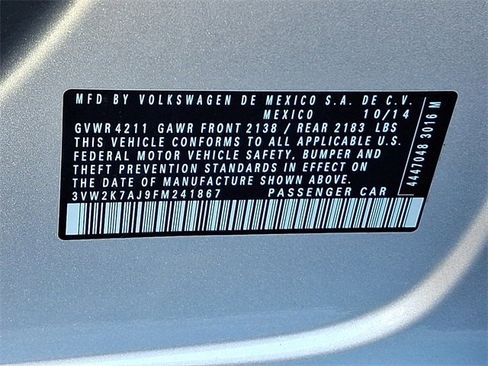 MFD BY VOLKSWAGEN DE MEXICO S.A. DE C.V.
MEXICO 10/14
GVWR 4211 GAWR FRONT 2138 / REAR 2183 LBS
THIS VEHICLE CONFORMS TO ALL APPLICABLE U.S.
FEDERAL MOTOR VEHICLE SAFETY, BUMPER AND
THEFT PREVENTION STANDARDS IN EFFECT ON THE
DATE OF MANUFACTURE SHOWN ABOVE.
3VW2K7AJ9FM241867 PASSENGER CAR
4447048 3016 M